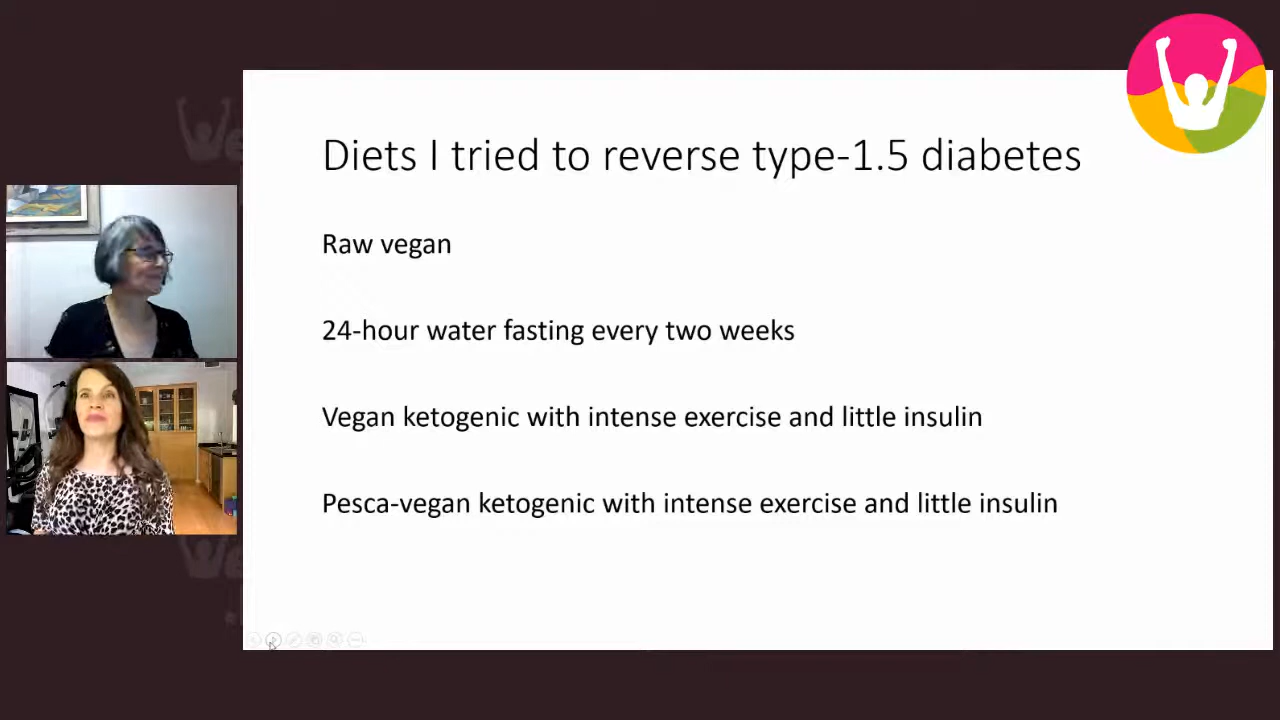 Diets I tried to reverse type-1.5 diabetes
Raw vegan
24-hour water fasting every two weeks
Vegan ketogenic with intense exercise and little insulin
Pesca-vegan ketogenic with intense exercise and little insulin